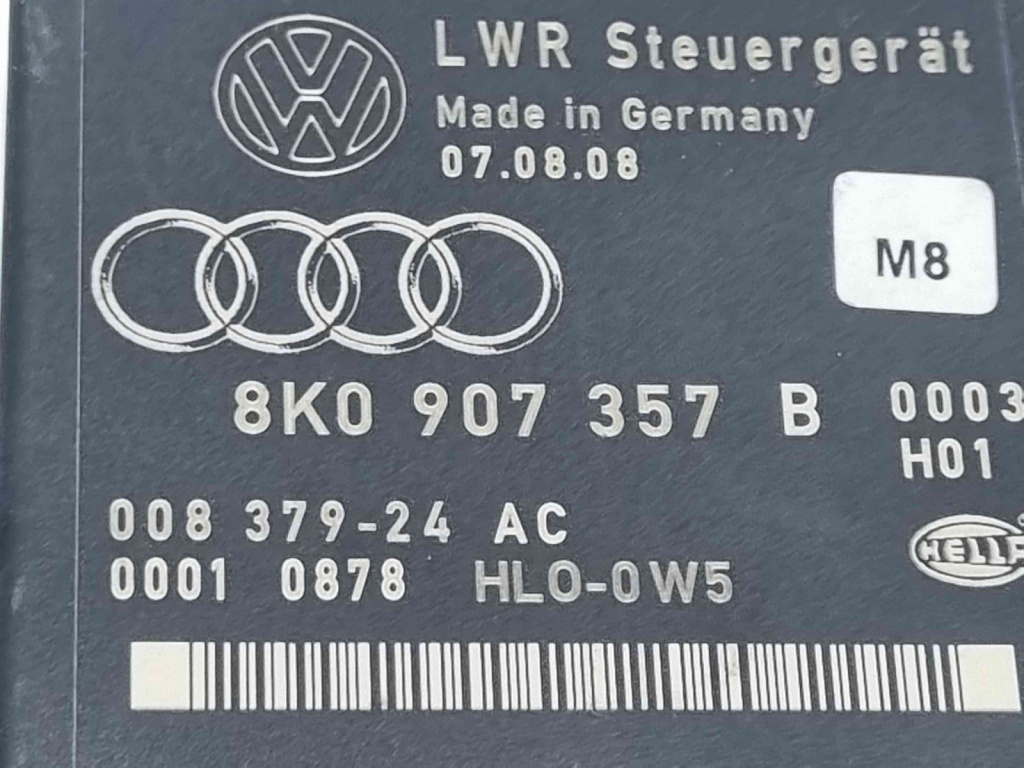 LWR Steuergerät
Made in Germany
07.08.08
M8
8K0 907 357 B
0003
H01
008 379-24 AC
0001 0878 HLO-0W5
HELLA